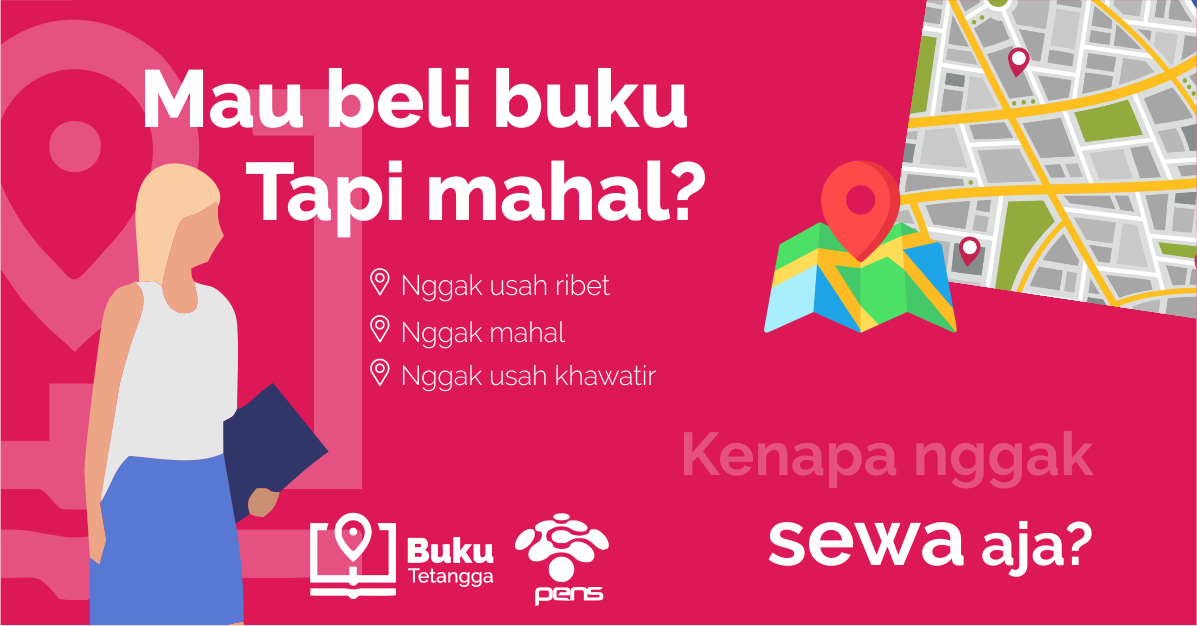 Mau beli buku
Tapi mahal?
Nggak usah ribet
Nggak mahal
Nggak usah khawatir
Kenapa nggak
sewa aja?
Buku
Tetangga
pens